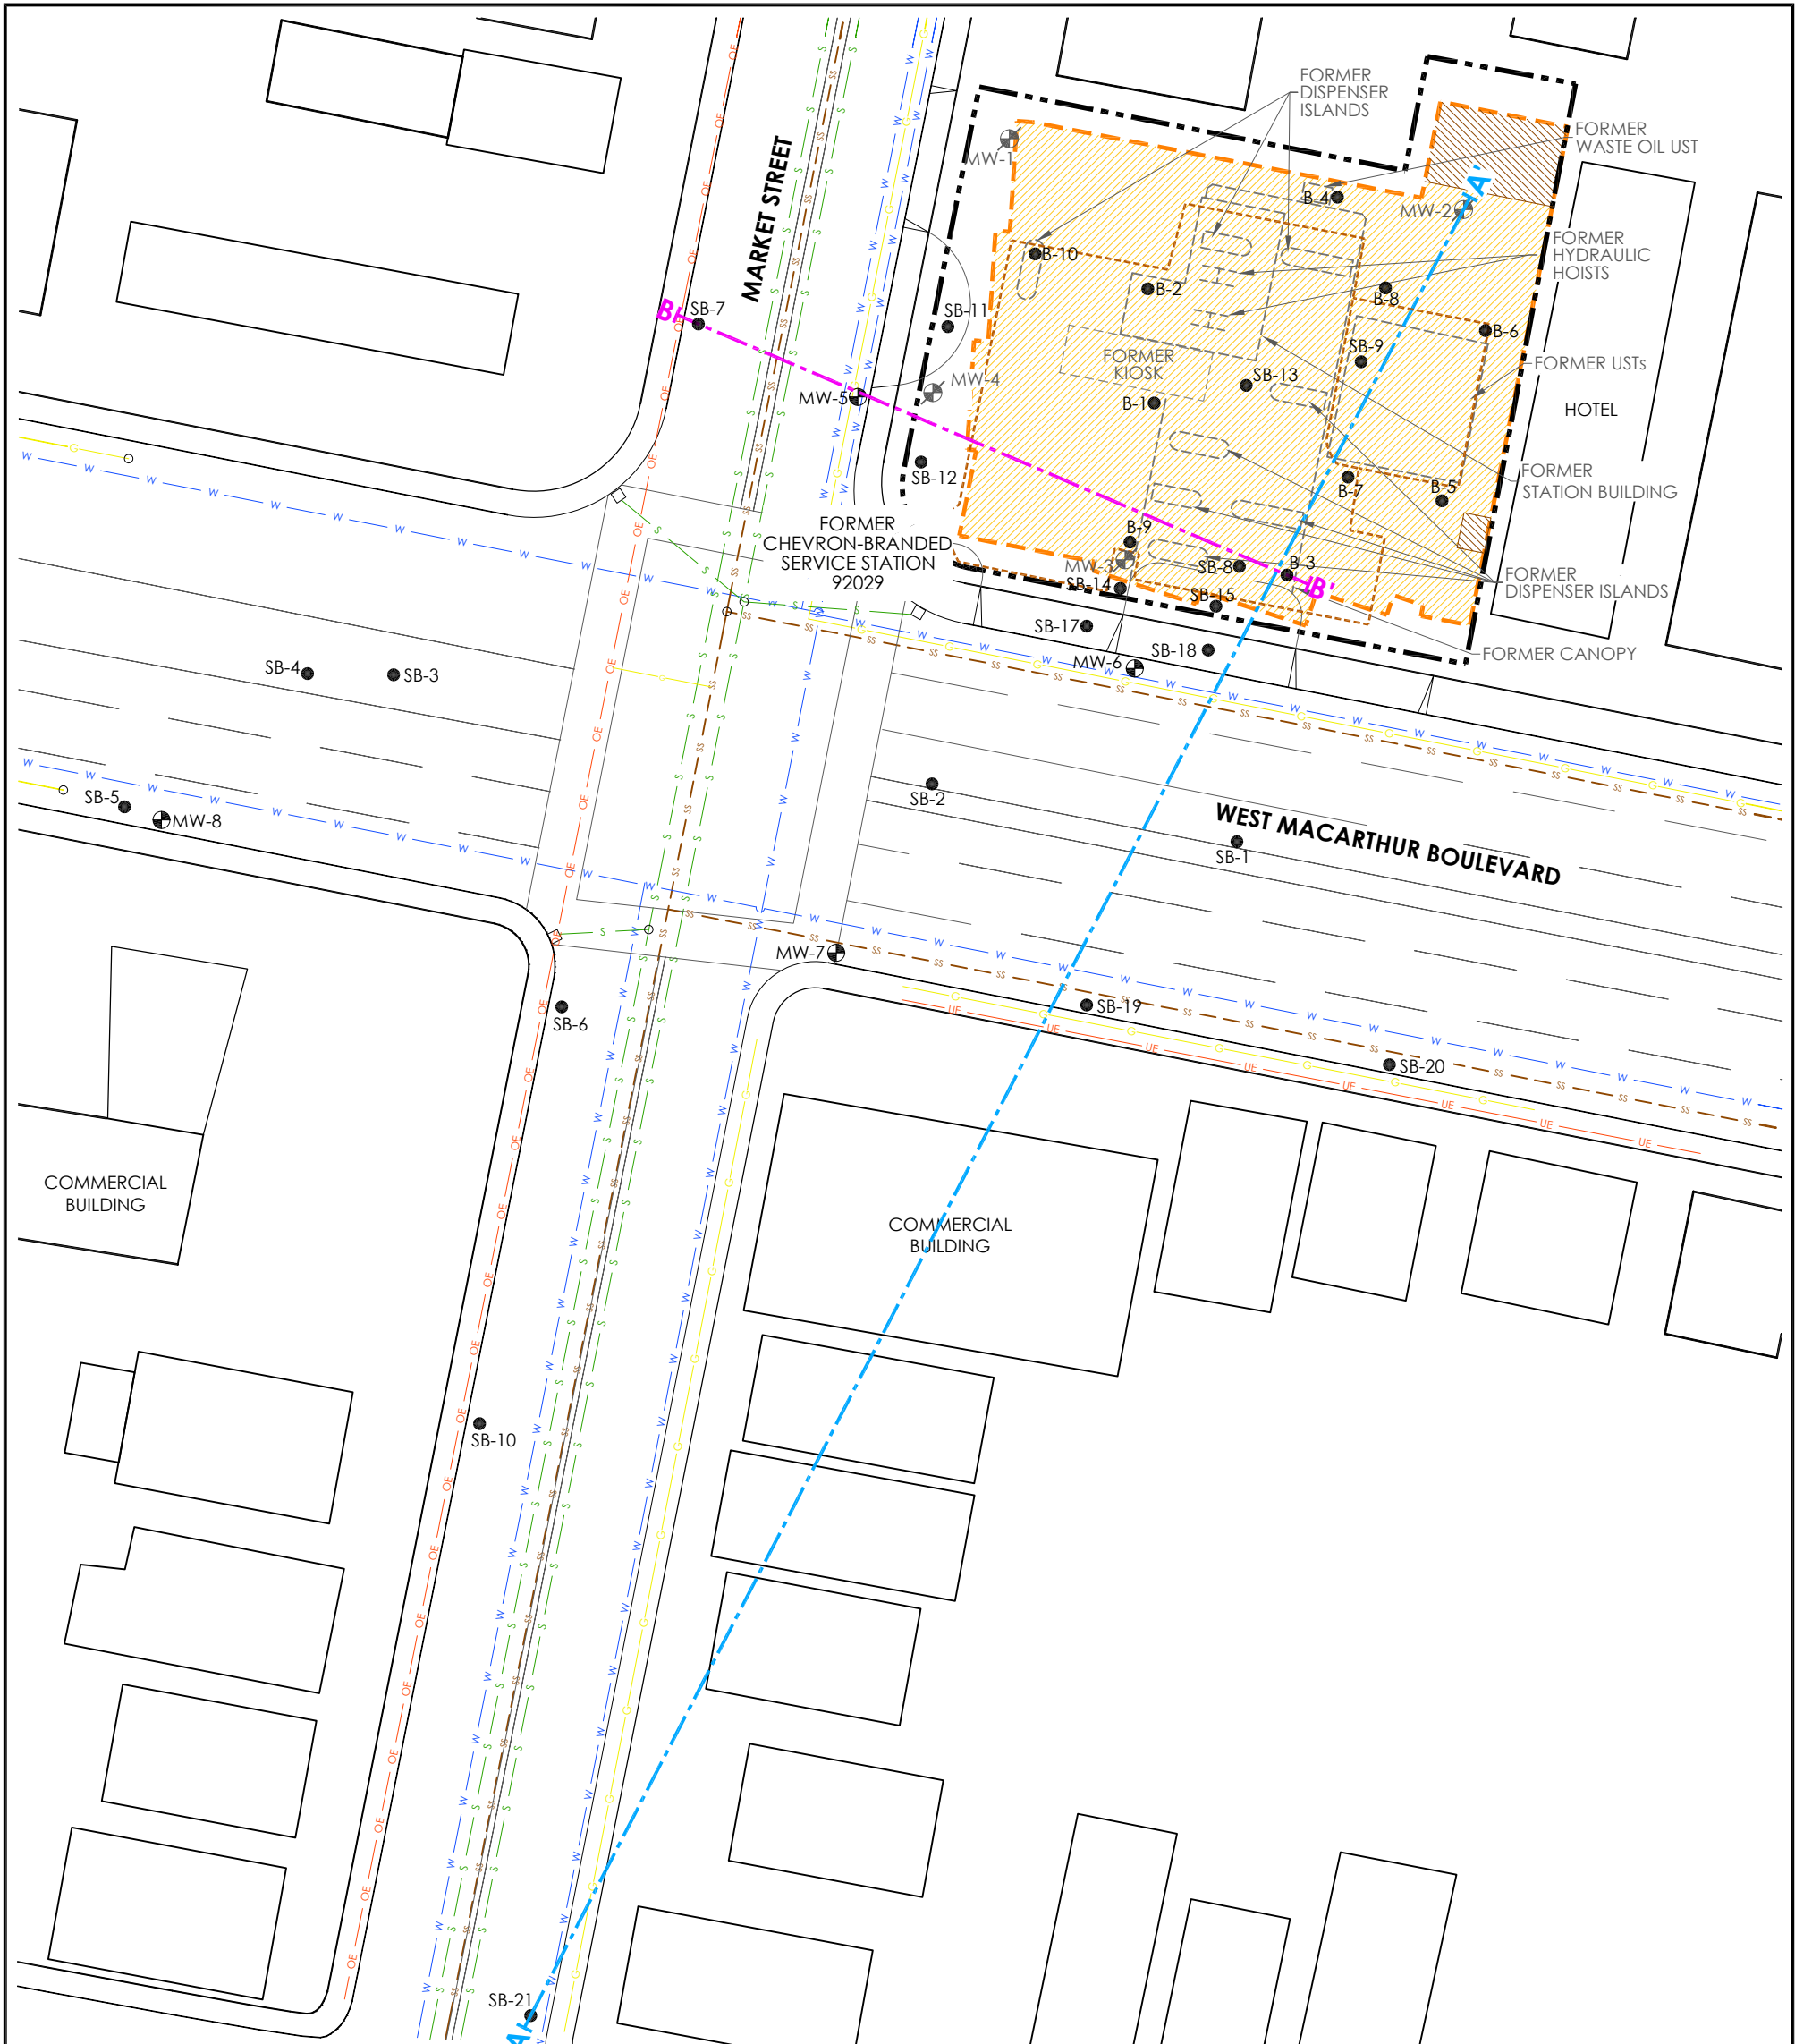 FORMER
DISPENSER
ISLANDS
FORMER
WASTE OIL UST
MW-1
MARKET STREET
A'
B-4
MW-2
FORMER
HYDRAULIC
HOISTS
B-10
B-2
B-8
B
SB-7
SB-11
B-6
FORMER
KIOSK
SB-9
FORMER USTs
MW-4
SB-13
MW-5
B-1
HOTEL
SB-12
FORMER
STATION BUILDING
B-7
B-5
FORMER
CHEVRON-BRANDED
SERVICE STATION
92029
B-9
MW-3
SB-8
B-3
B'
SB-14
SB-15
FORMER
DISPENSER ISLANDS
SB-17
SB-18
MW-6
FORMER CANOPY
SB-4
SB-3
SB-2
SB-5
MW-8
WEST MACARTHUR BOULEVARD
SB-1
MW-7
SB-6
SB-19
SB-20
COMMERCIAL
BUILDING
COMMERCIAL
BUILDING
SB-10
SB-21
A
W
S
SS
G
OE
UE